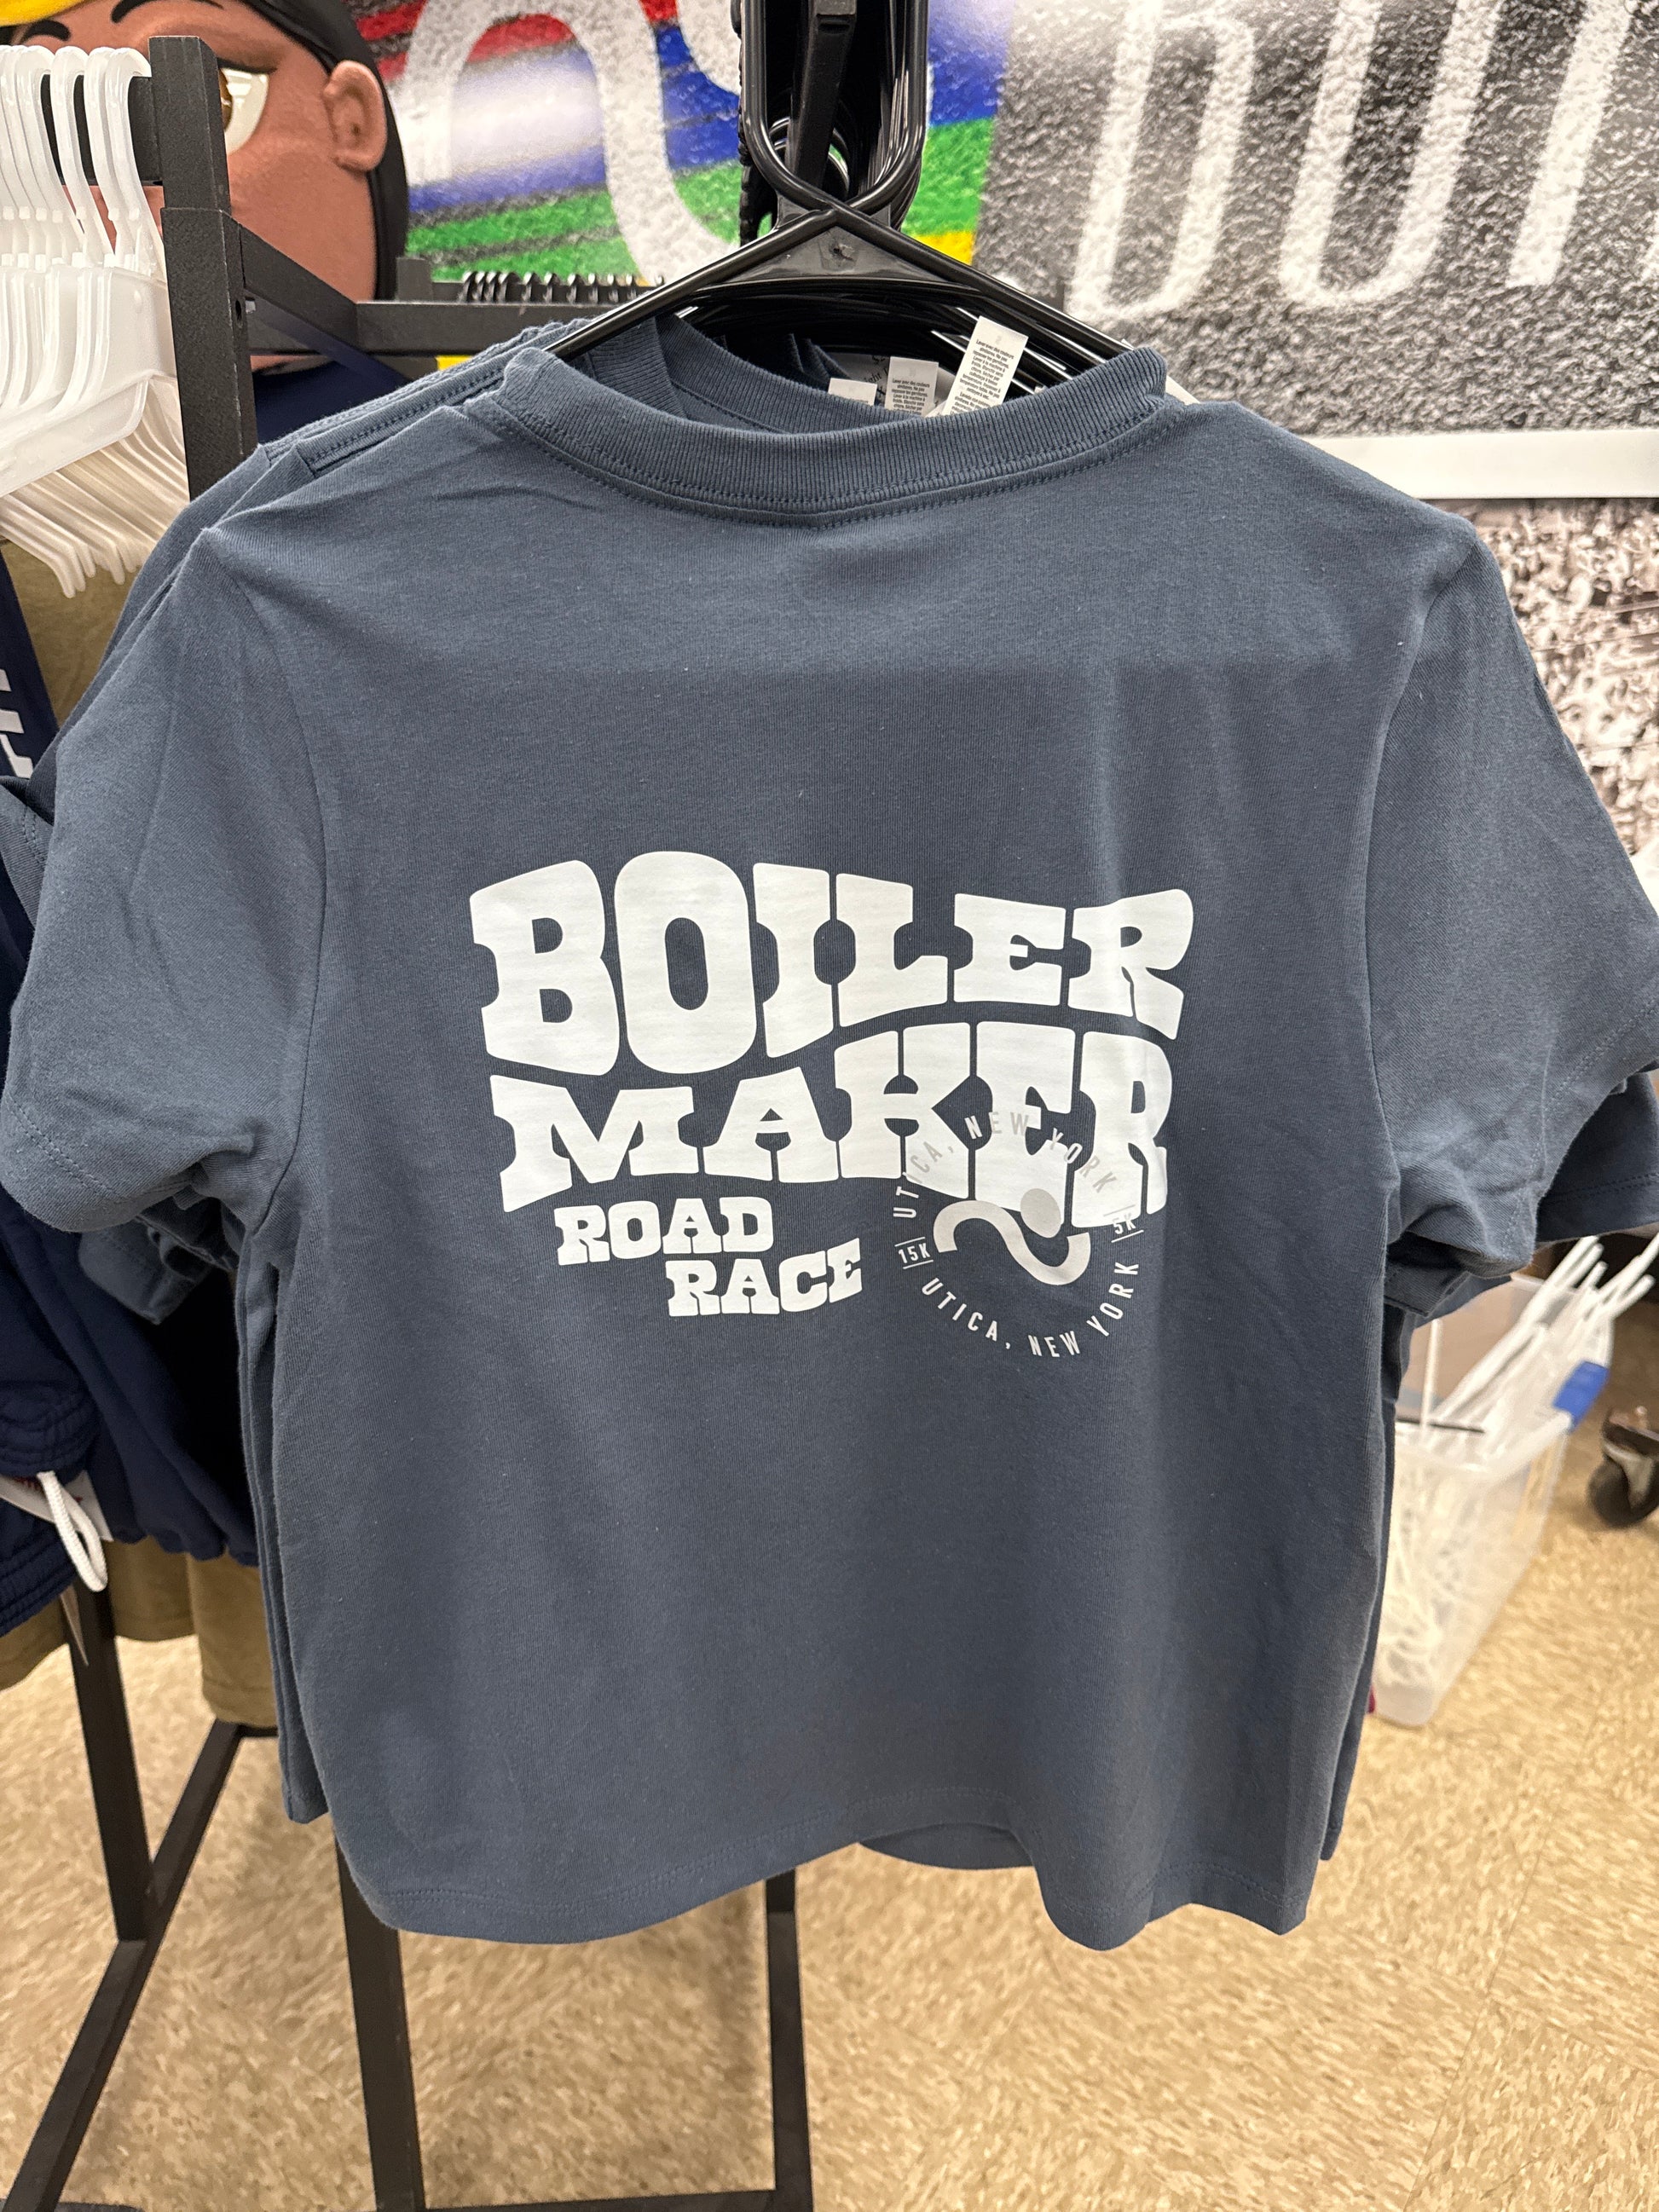 BOILER
MAKER
ROAD
RACE
UTICA, NEW YORK
15K
5K
UTICA, NEW YORK